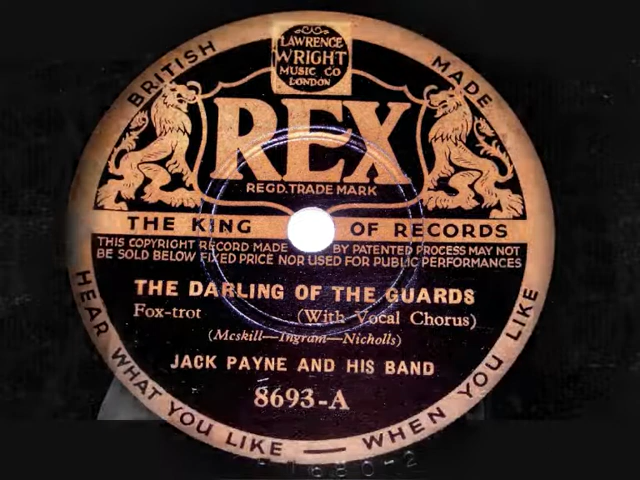 LAWRENCE
WRIGHT
MUSIC CO
LONDON
BRITISH MADE
REX
REGD. TRADE MARK
THE KING OF RECORDS
THIS COPYRIGHT RECORD MADE BY PATENTED PROCESS MAY NOT
BE SOLD BELOW FIXED PRICE NOR USED FOR PUBLIC PERFORMANCES
THE DARLING OF THE GUARDS
Fox-trot (With Vocal Chorus)
(Mcskill—Ingram—Nicholls)
JACK PAYNE AND HIS BAND
8693-A
HEAR WHAT YOU LIKE — WHEN YOU LIKE